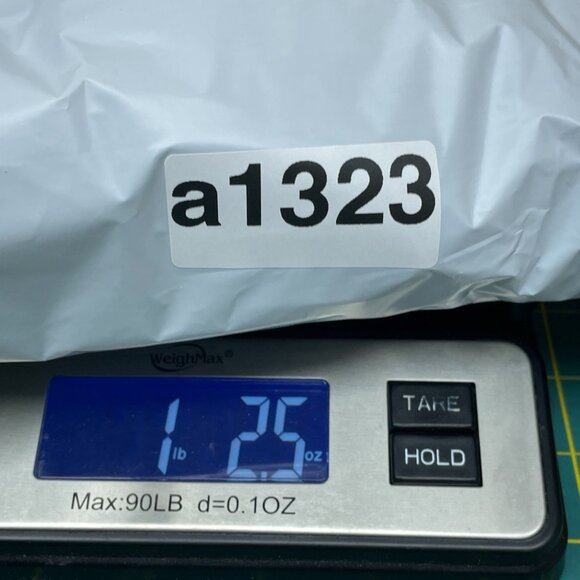 a1323
WeighMax®
1 lb 2.5 oz
TARE
HOLD
Max:90LB d=0.1OZ